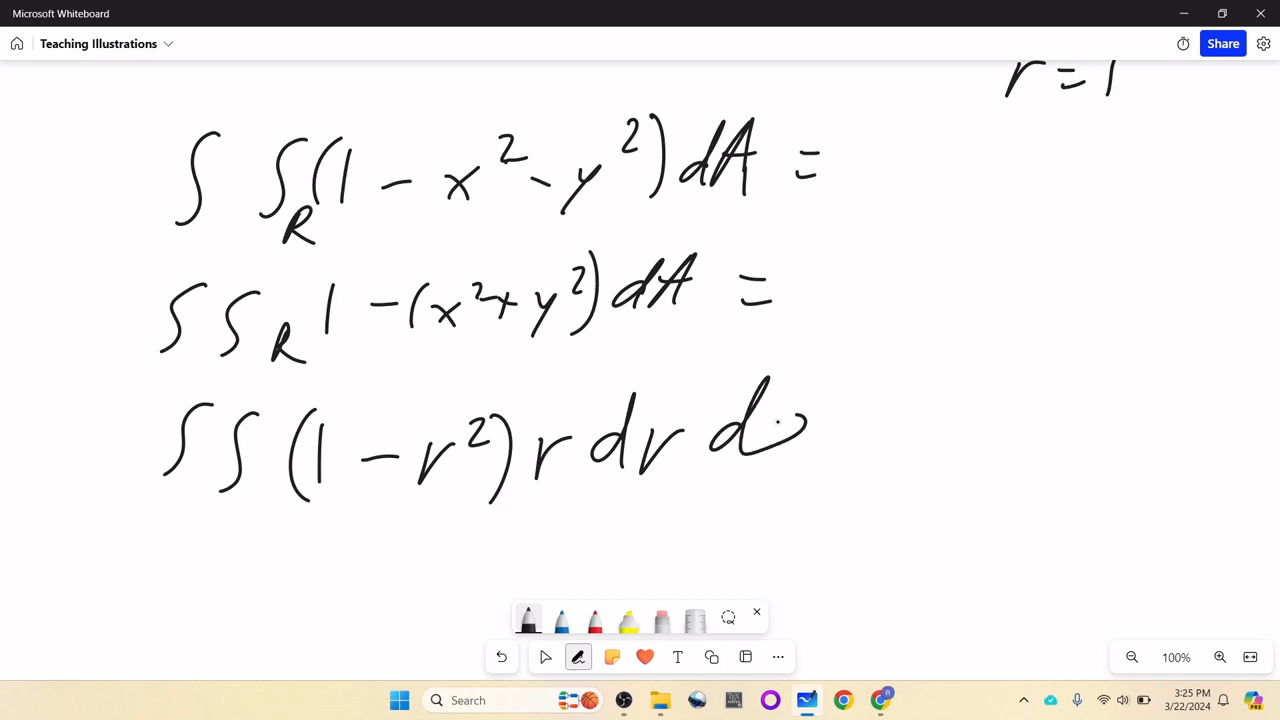 Microsoft Whiteboard
Teaching Illustrations
Share
r = 1
∫ ∫_R (1 - x² - y²) dA =
∫ ∫_R 1 - (x² + y²) dA =
∫ ∫ (1 - r²) r dr d
100%
Search
3:25 PM
3/22/2024